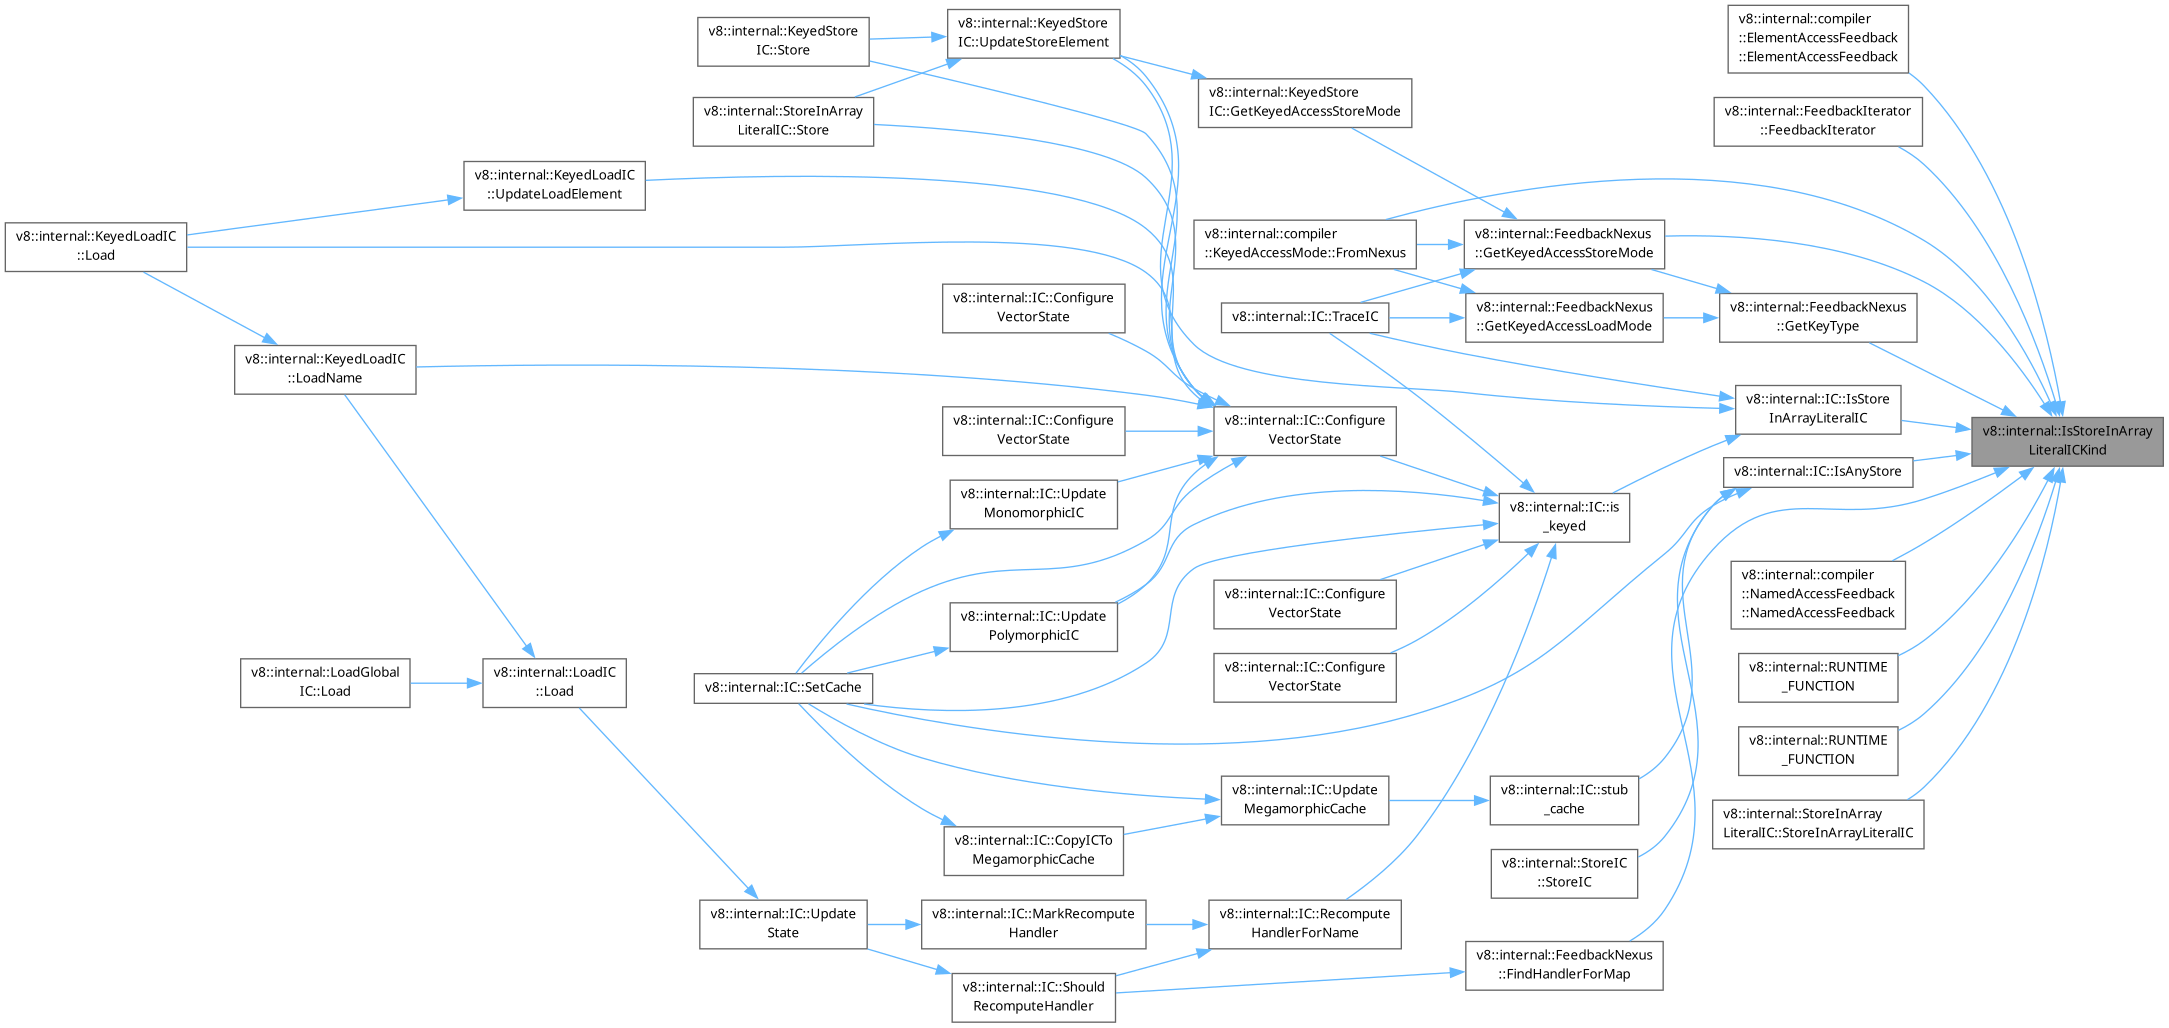 v8::internal::KeyedLoadIC
::Load
v8::internal::KeyedLoadIC
::LoadName
v8::internal::LoadGlobal
IC::Load
v8::internal::KeyedLoadIC
::UpdateLoadElement
v8::internal::LoadIC
::Load
v8::internal::KeyedStore
IC::Store
v8::internal::StoreInArray
LiteralIC::Store
v8::internal::IC::SetCache
v8::internal::IC::Update
State
v8::internal::KeyedStore
IC::UpdateStoreElement
v8::internal::IC::Configure
VectorState
v8::internal::IC::Configure
VectorState
v8::internal::IC::Update
MonomorphicIC
v8::internal::IC::Update
PolymorphicIC
v8::internal::IC::CopyICTo
MegamorphicCache
v8::internal::IC::MarkRecompute
Handler
v8::internal::IC::Should
RecomputeHandler
v8::internal::KeyedStore
IC::GetKeyedAccessStoreMode
v8::internal::compiler
::KeyedAccessMode::FromNexus
v8::internal::IC::TraceIC
v8::internal::IC::Configure
VectorState
v8::internal::IC::Configure
VectorState
v8::internal::IC::Configure
VectorState
v8::internal::IC::Update
MegamorphicCache
v8::internal::IC::Recompute
HandlerForName
v8::internal::FeedbackNexus
::GetKeyedAccessStoreMode
v8::internal::FeedbackNexus
::GetKeyedAccessLoadMode
v8::internal::IC::is
_keyed
v8::internal::IC::stub
_cache
v8::internal::StoreIC
::StoreIC
v8::internal::FeedbackNexus
::FindHandlerForMap
v8::internal::compiler
::ElementAccessFeedback
::ElementAccessFeedback
v8::internal::FeedbackIterator
::FeedbackIterator
v8::internal::FeedbackNexus
::GetKeyType
v8::internal::IC::IsStore
InArrayLiteralIC
v8::internal::IC::IsAnyStore
v8::internal::compiler
::NamedAccessFeedback
::NamedAccessFeedback
v8::internal::RUNTIME
_FUNCTION
v8::internal::RUNTIME
_FUNCTION
v8::internal::StoreInArray
LiteralIC::StoreInArrayLiteralIC
v8::internal::IsStoreInArray
LiteralICKind